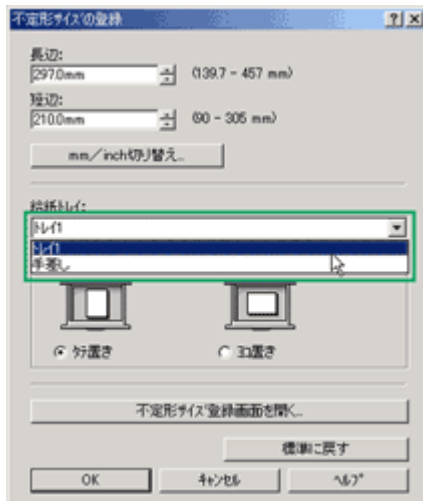 不定形サイズの登録
長辺:
297.0mm (139.7 - 457 mm)
短辺:
210.0mm (90 - 305 mm)
mm/inch切り替え...
給紙トレイ:
トレイ1
トレイ1
手差し
タテ置き ヨコ置き
不定形サイズ登録画面を開く...
標準に戻す
OK キャンセル ヘルプ